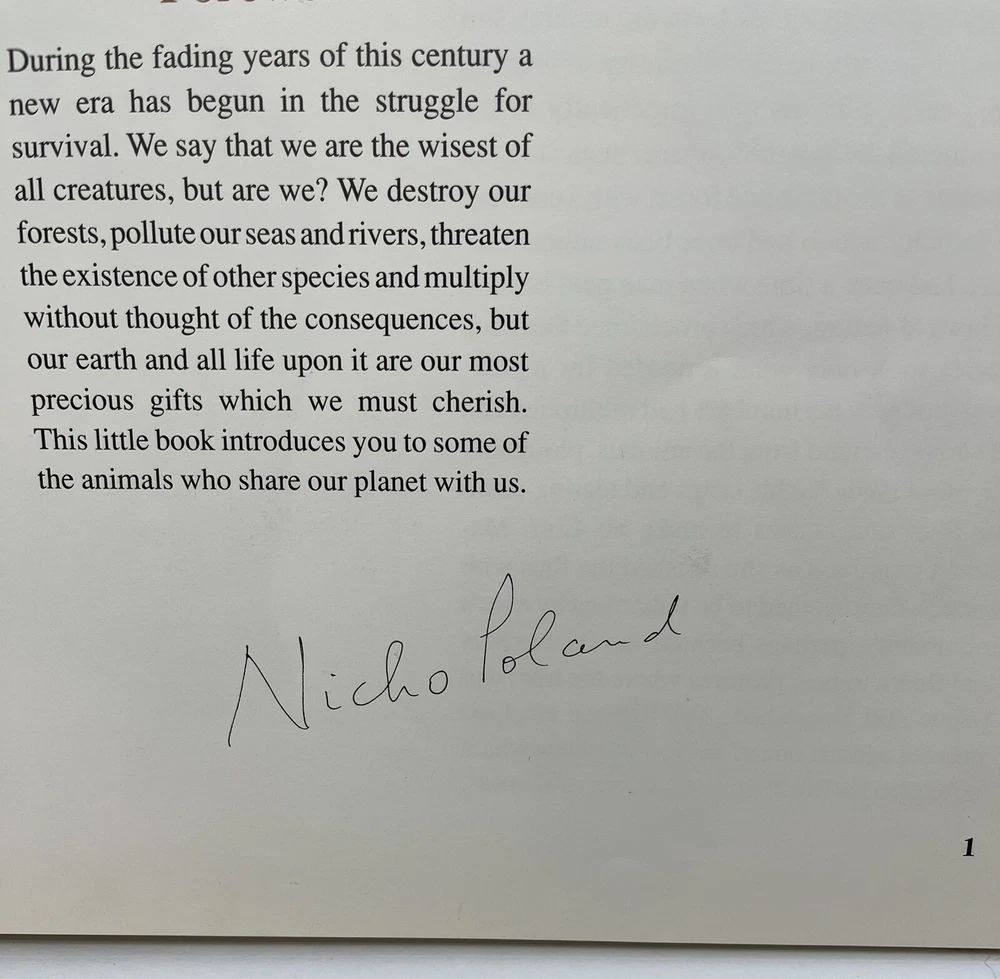 During the fading years of this century a
new era has begun in the struggle for
survival. We say that we are the wisest of
all creatures, but are we? We destroy our
forests, pollute our seas and rivers, threaten
the existence of other species and multiply
without thought of the consequences, but
our earth and all life upon it are our most
precious gifts which we must cherish.
This little book introduces you to some of
the animals who share our planet with us.
Nicho Poland
1